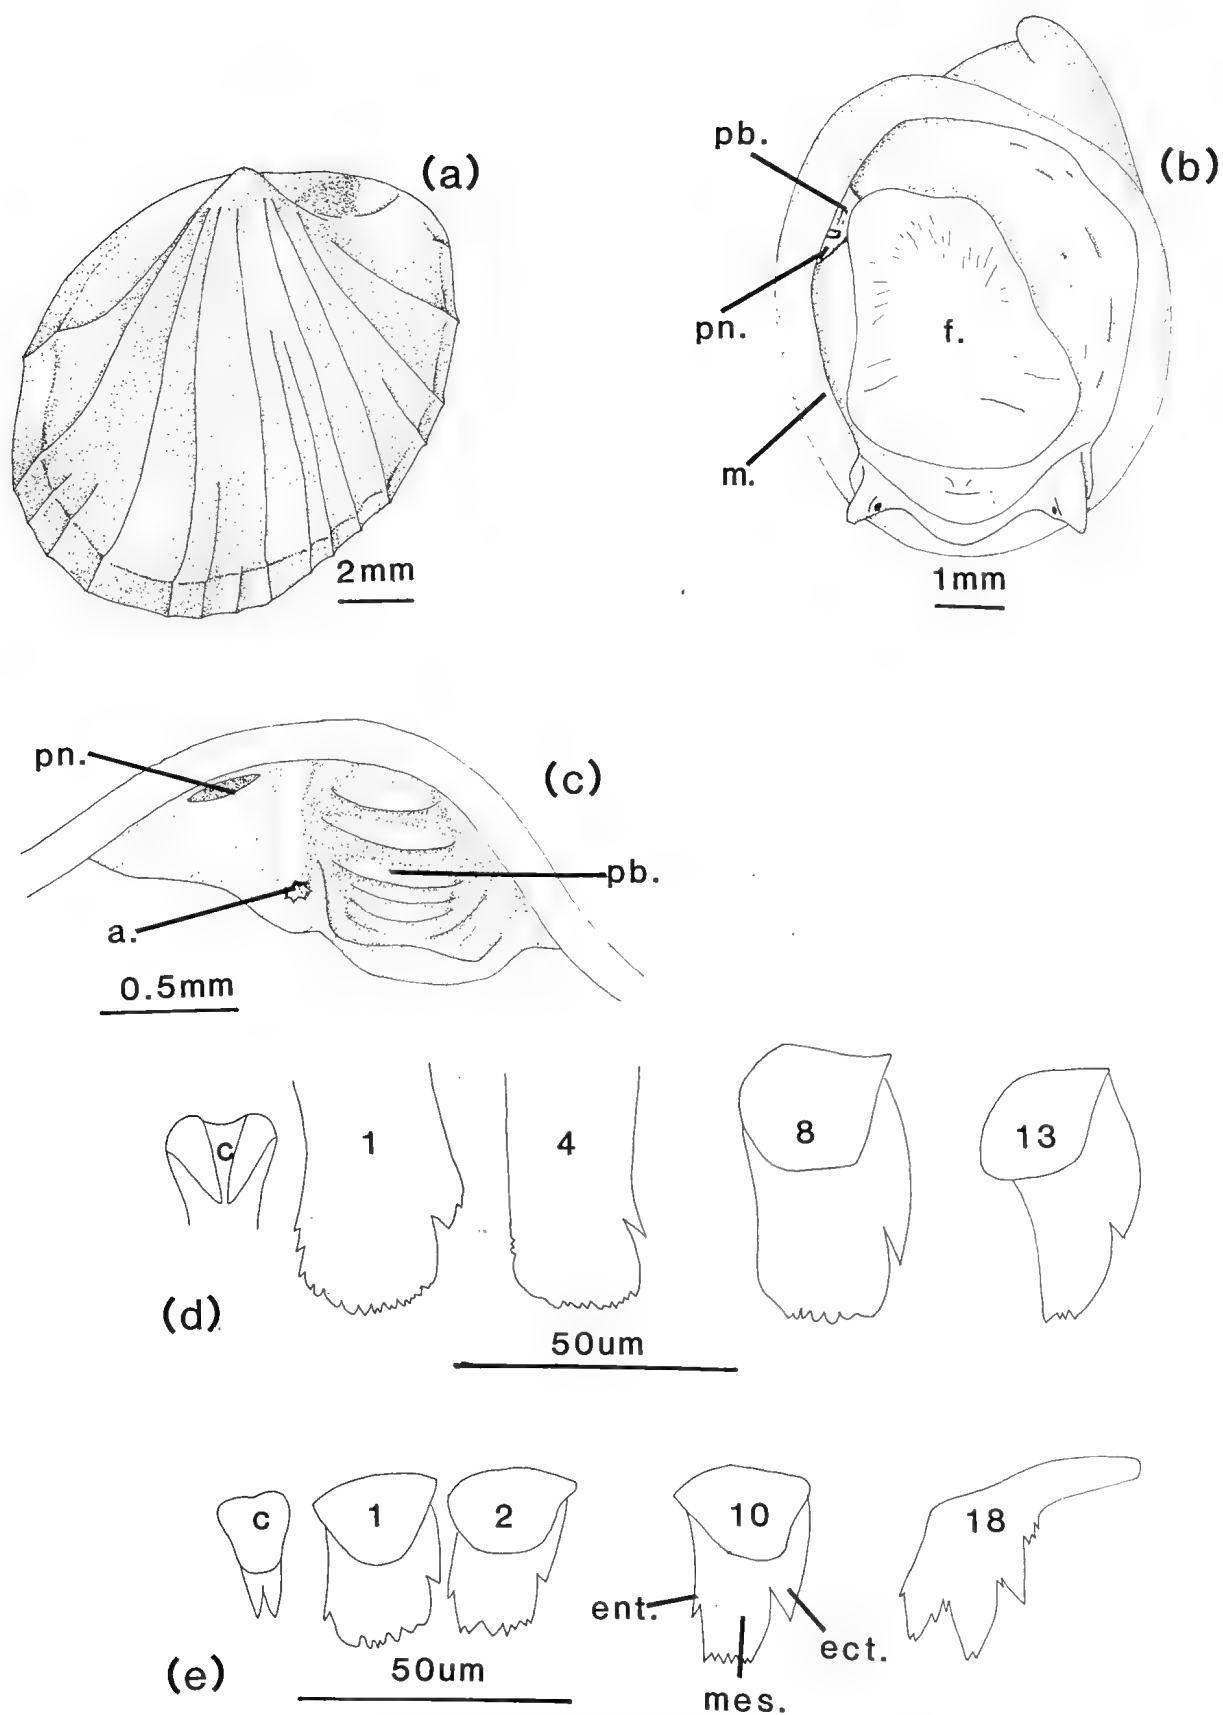 (a)
2mm
pb.
(b)
pn.
f.
m.
1mm
pn.
(c)
pb.
a.
0.5mm
c 1 4 8 13
(d)
50um
c 1 2 10 18
ent.
ect.
mes.
(e)
50um